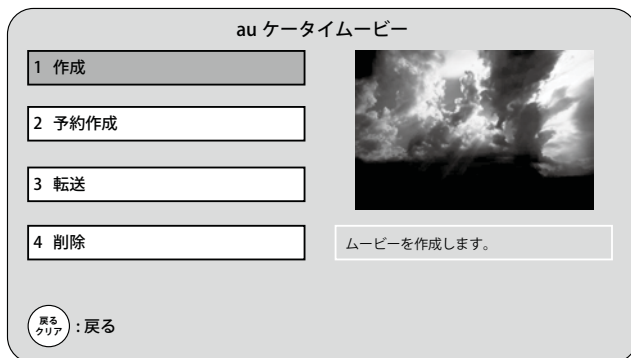 au ケータイムービー
1 作成
2 予約作成
3 転送
4 削除
ムービーを作成します。
戻る
クリア
: 戻る